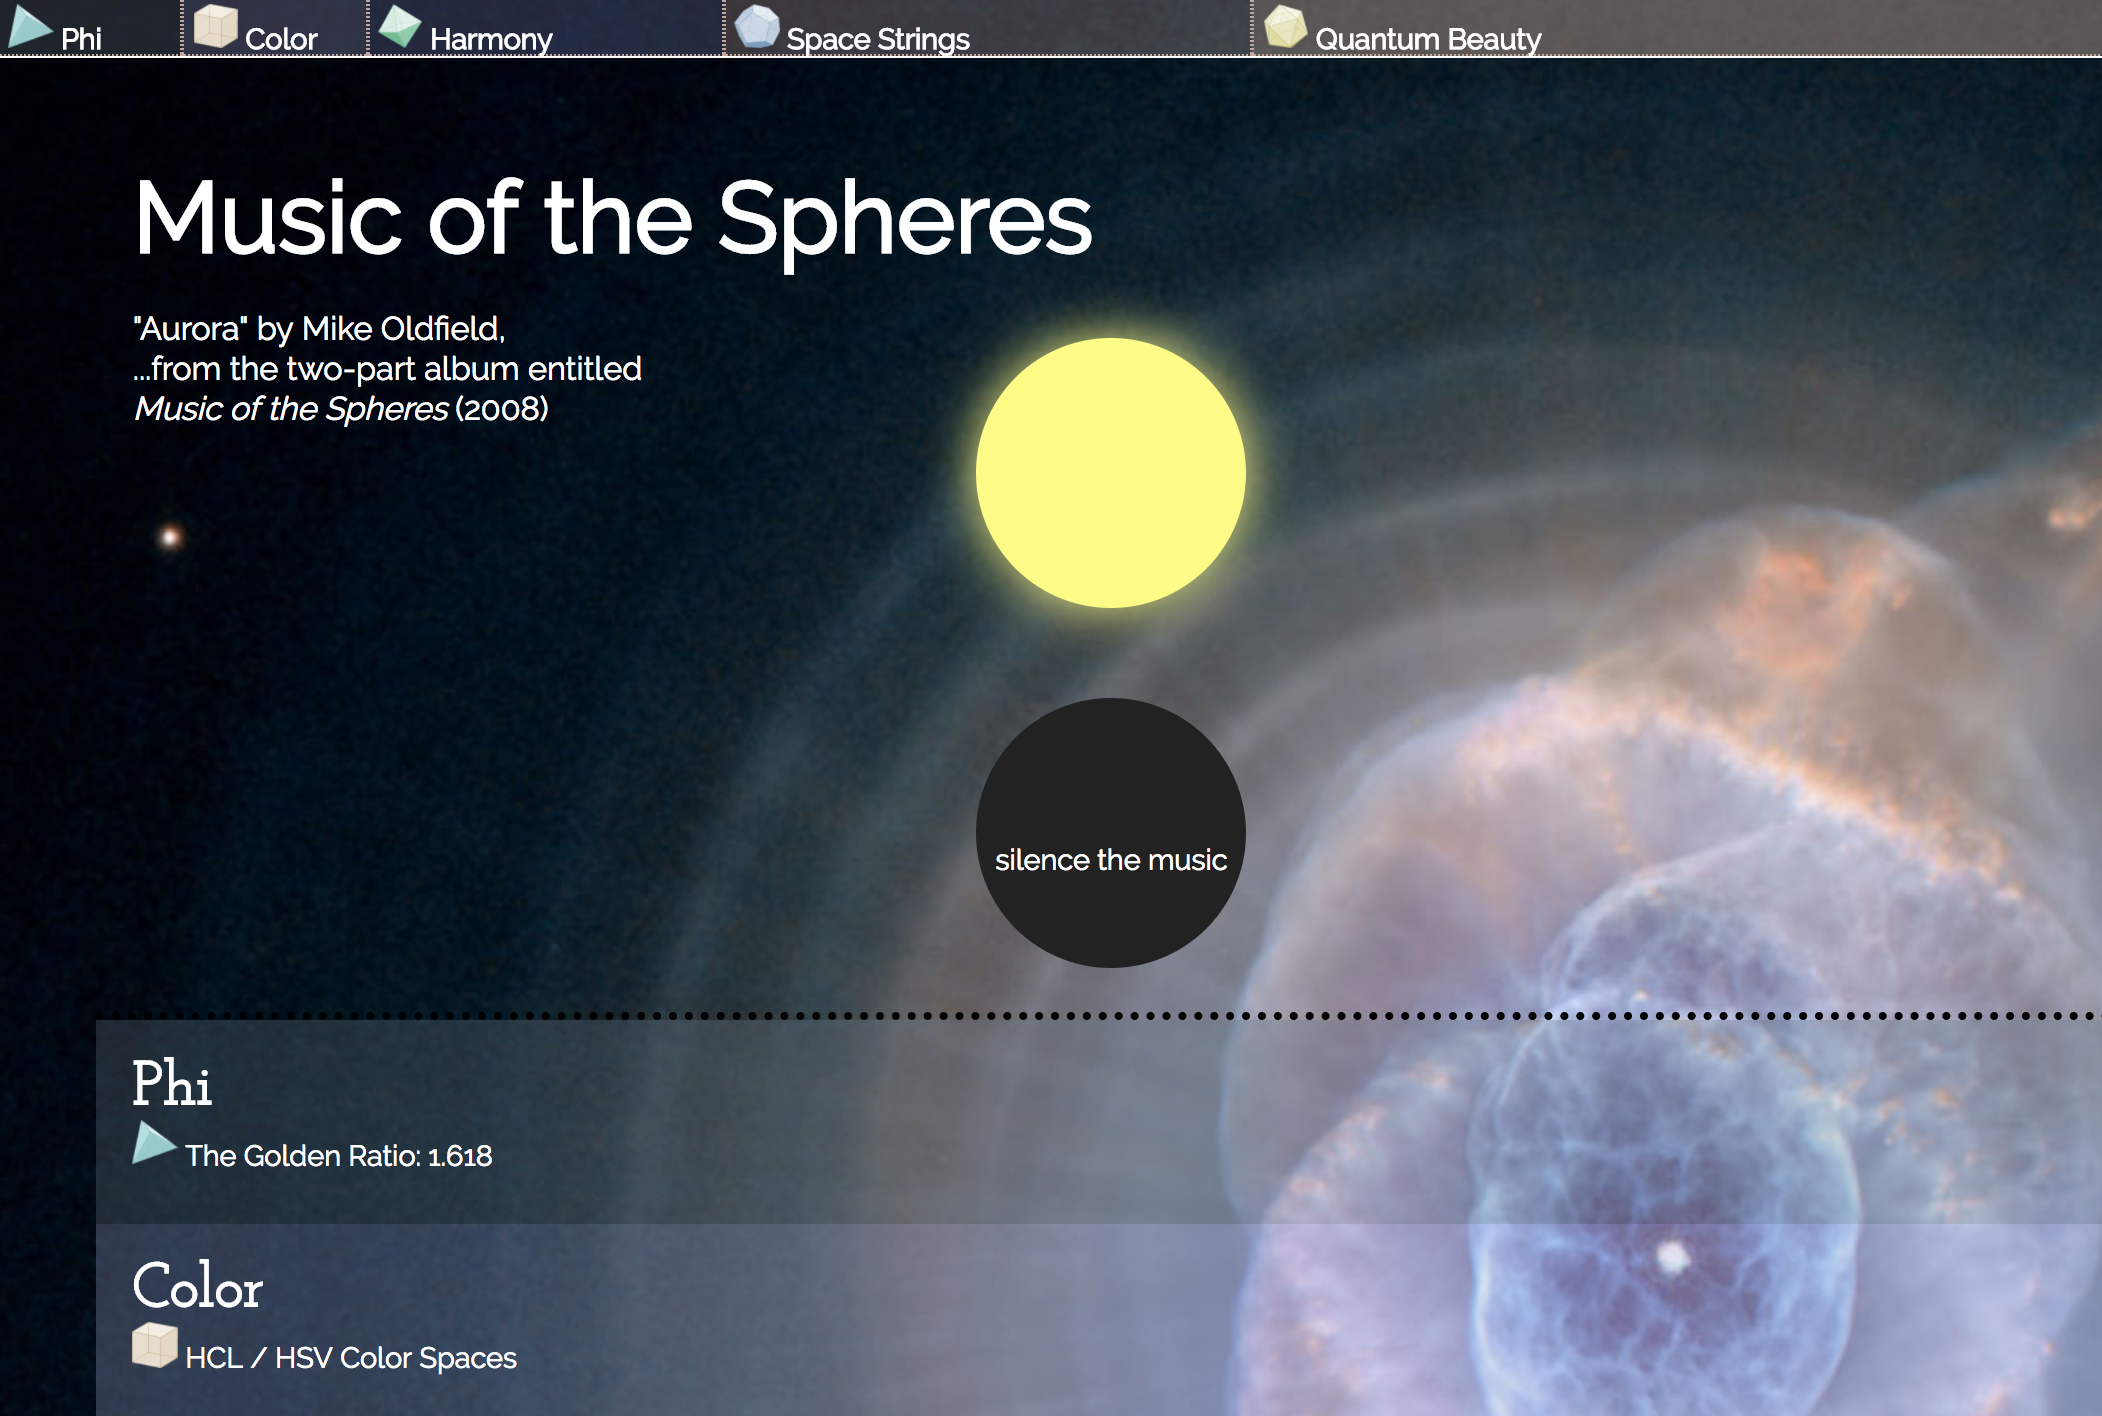 Phi
Color
Harmony
Space Strings
Quantum Beauty
Music of the Spheres
"Aurora" by Mike Oldfield,
...from the two-part album entitled
Music of the Spheres (2008)
silence the music
Phi
The Golden Ratio: 1.618
Color
HCL / HSV Color Spaces